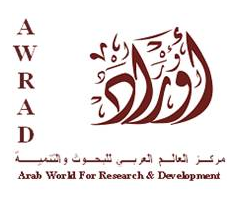 AWRAD
أوراد
مركز العالم العربي للبحوث والتنمية
Arab World For Research & Development